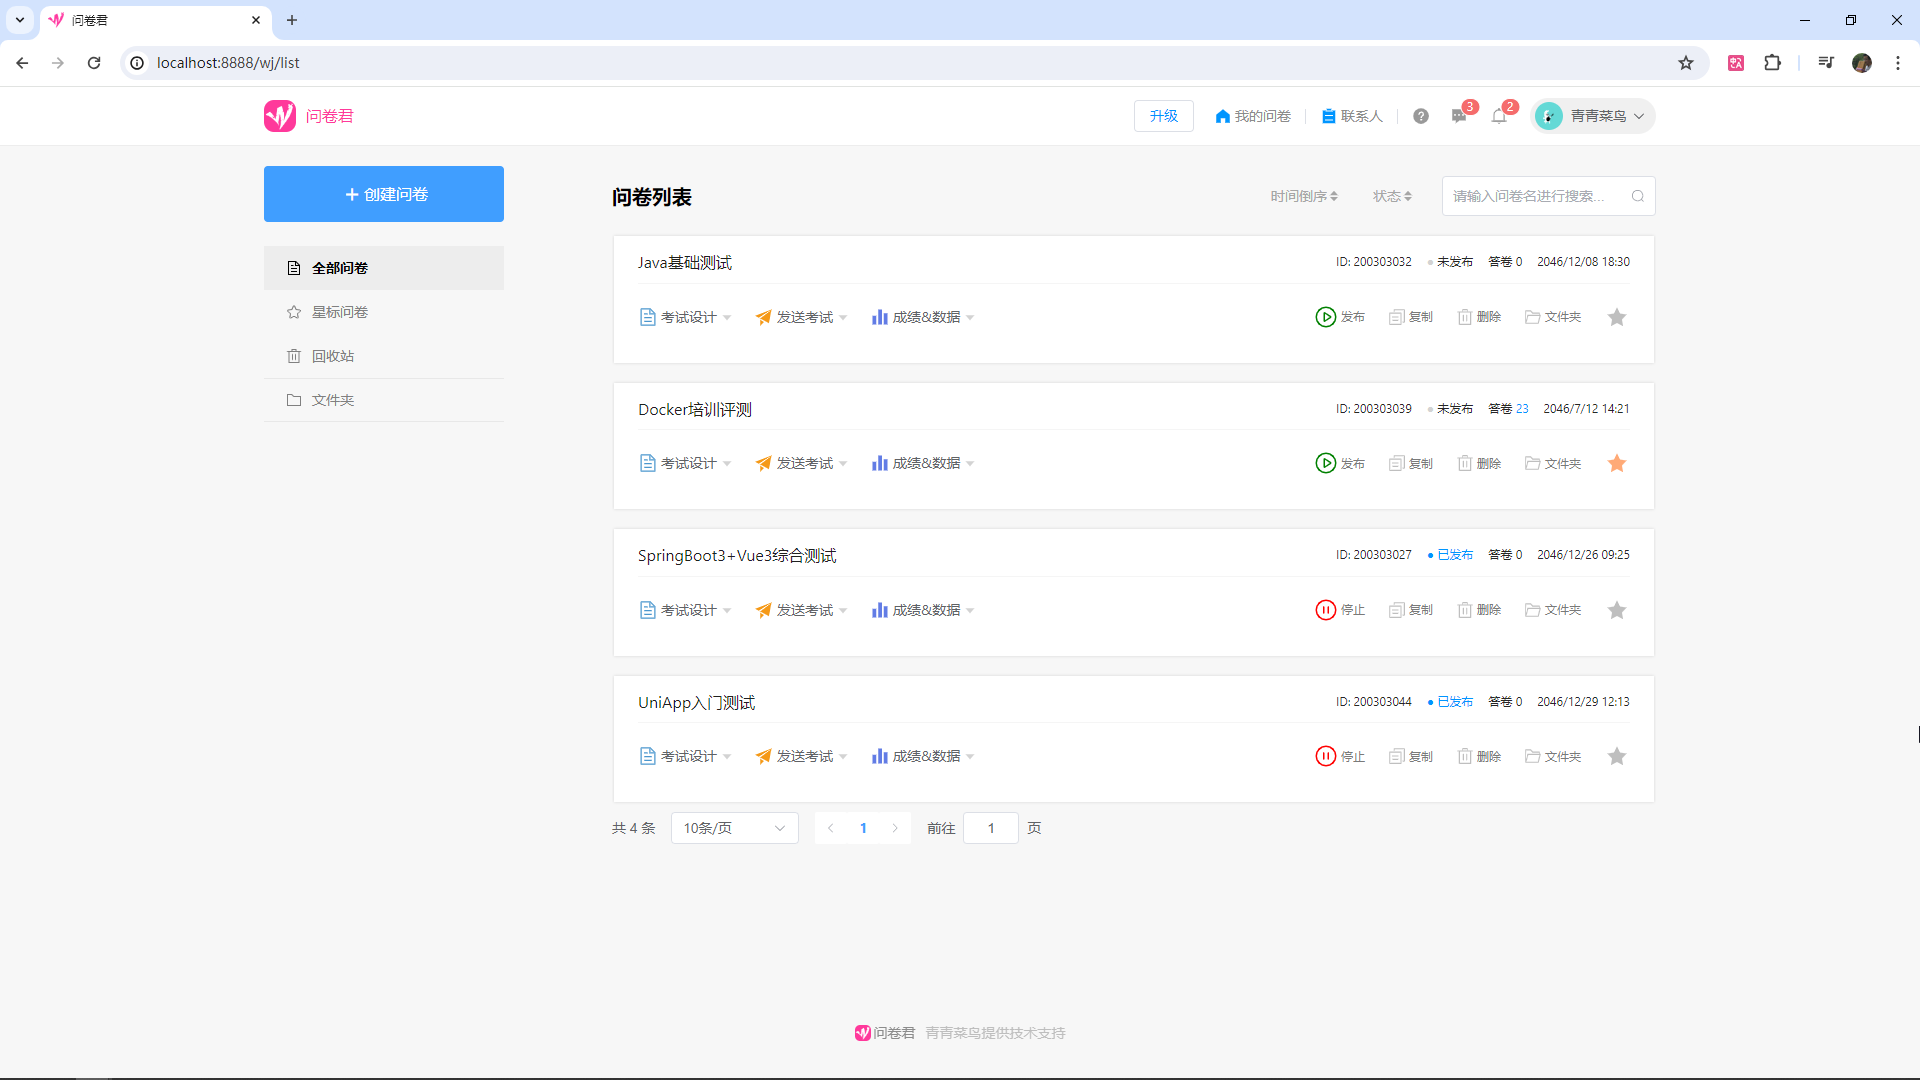 问卷君
localhost:8888/wj/list
问卷君
升级
我的问卷
联系人
3
2
青青菜鸟
创建问卷
全部问卷
星标问卷
回收站
文件夹
问卷列表
时间倒序
状态
请输入问卷名进行搜索...
Java基础测试
ID: 200303032 未发布 答卷 0 2046/12/08 18:30
考试设计 发送考试 成绩&数据
发布 复制 删除 文件夹
Docker培训评测
ID: 200303039 未发布 答卷 23 2046/7/12 14:21
考试设计 发送考试 成绩&数据
发布 复制 删除 文件夹
SpringBoot3+Vue3综合测试
ID: 200303027 已发布 答卷 0 2046/12/26 09:25
考试设计 发送考试 成绩&数据
停止 复制 删除 文件夹
UniApp入门测试
ID: 200303044 已发布 答卷 0 2046/12/29 12:13
考试设计 发送考试 成绩&数据
停止 复制 删除 文件夹
共 4 条 10条/页 1 前往 1 页
问卷君 青青菜鸟提供技术支持